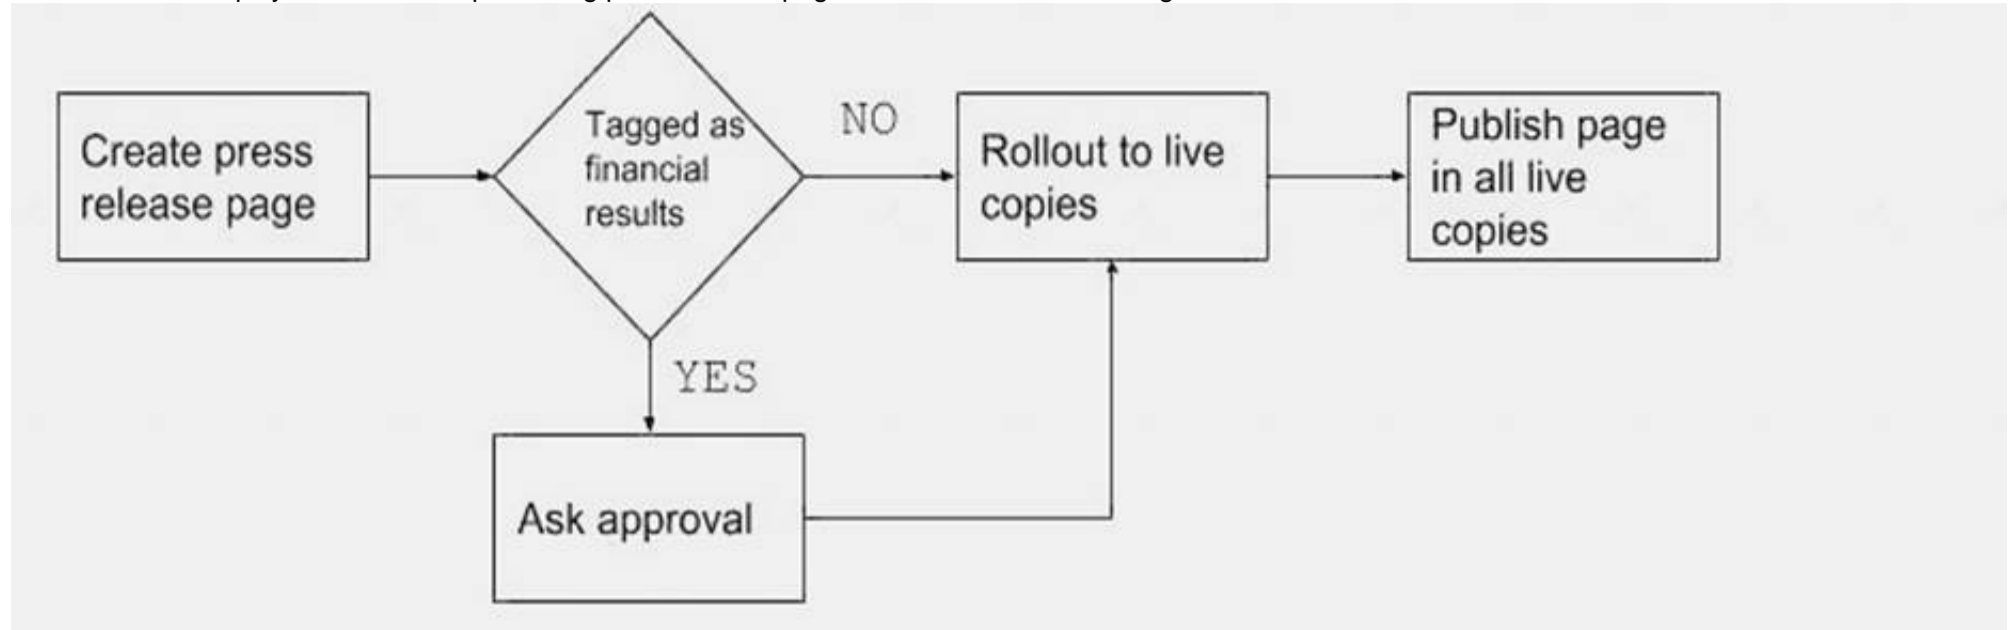 Create press
release page
Tagged as
financial
results
NO
Rollout to live
copies
Publish page
in all live
copies
YES
Ask approval